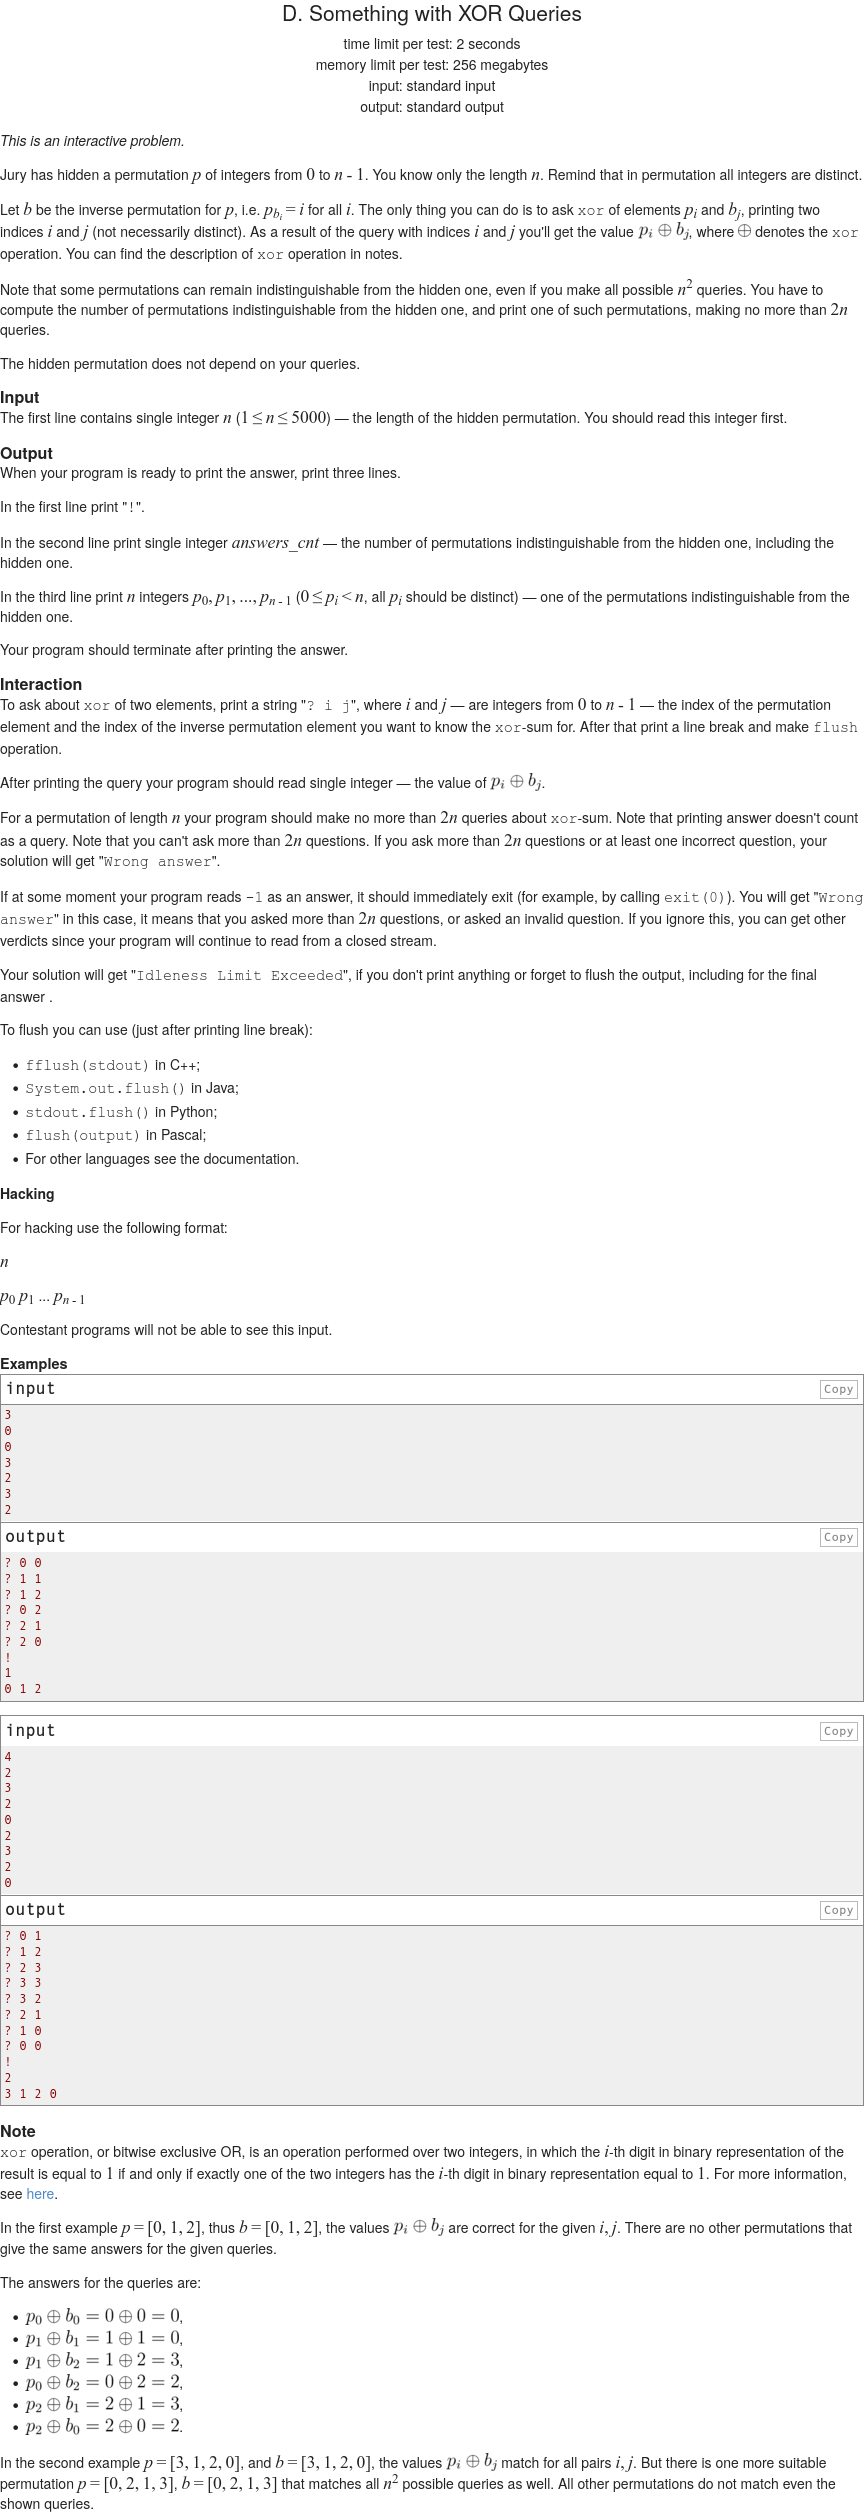 D. Something with XOR Queries
time limit per test: 2 seconds
memory limit per test: 256 megabytes
input: standard input
output: standard output
This is an interactive problem.
Jury has hidden a permutation p of integers from 0 to n - 1. You know only the length n. Remind that in permutation all integers are distinct.
Let b be the inverse permutation for p, i.e. p_{b_i} = i for all i. The only thing you can do is to ask xor of elements p_i and b_j, printing two
indices i and j (not necessarily distinct). As a result of the query with indices i and j you'll get the value p_i ⊕ b_j, where ⊕ denotes the xor
operation. You can find the description of xor operation in notes.
Note that some permutations can remain indistinguishable from the hidden one, even if you make all possible n² queries. You have to
compute the number of permutations indistinguishable from the hidden one, and print one of such permutations, making no more than 2n
queries.
The hidden permutation does not depend on your queries.
Input
The first line contains single integer n (1 ≤ n ≤ 5000) — the length of the hidden permutation. You should read this integer first.
Output
When your program is ready to print the answer, print three lines.
In the first line print "!".
In the second line print single integer answers_cnt — the number of permutations indistinguishable from the hidden one, including the
hidden one.
In the third line print n integers p_0, p_1, ..., p_{n - 1} (0 ≤ p_i < n, all p_i should be distinct) — one of the permutations indistinguishable from the
hidden one.
Your program should terminate after printing the answer.
Interaction
To ask about xor of two elements, print a string "? i j", where i and j — are integers from 0 to n - 1 — the index of the permutation
element and the index of the inverse permutation element you want to know the xor-sum for. After that print a line break and make flush
operation.
After printing the query your program should read single integer — the value of p_i ⊕ b_j.
For a permutation of length n your program should make no more than 2n queries about xor-sum. Note that printing answer doesn't count
as a query. Note that you can't ask more than 2n questions. If you ask more than 2n questions or at least one incorrect question, your
solution will get "Wrong answer".
If at some moment your program reads -1 as an answer, it should immediately exit (for example, by calling exit(0)). You will get "Wrong
answer" in this case, it means that you asked more than 2n questions, or asked an invalid question. If you ignore this, you can get other
verdicts since your program will continue to read from a closed stream.
Your solution will get "Idleness Limit Exceeded", if you don't print anything or forget to flush the output, including for the final
answer .
To flush you can use (just after printing line break):
• fflush(stdout) in C++;
• System.out.flush() in Java;
• stdout.flush() in Python;
• flush(output) in Pascal;
• For other languages see the documentation.
Hacking
For hacking use the following format:
n
p_0 p_1 ... p_{n - 1}
Contestant programs will not be able to see this input.
Examples
input Copy
3
0
0
3
2
3
2
output Copy
? 0 0
? 1 1
? 1 2
? 0 2
? 2 1
? 2 0
!
1
0 1 2
input Copy
4
2
3
2
0
2
3
2
0
output Copy
? 0 1
? 1 2
? 2 3
? 3 3
? 3 2
? 2 1
? 1 0
? 0 0
!
2
3 1 2 0
Note
xor operation, or bitwise exclusive OR, is an operation performed over two integers, in which the i-th digit in binary representation of the
result is equal to 1 if and only if exactly one of the two integers has the i-th digit in binary representation equal to 1. For more information,
see here.
In the first example p = [0, 1, 2], thus b = [0, 1, 2], the values p_i ⊕ b_j are correct for the given i, j. There are no other permutations that
give the same answers for the given queries.
The answers for the queries are:
• p_0 ⊕ b_0 = 0 ⊕ 0 = 0,
• p_1 ⊕ b_1 = 1 ⊕ 1 = 0,
• p_1 ⊕ b_2 = 1 ⊕ 2 = 3,
• p_0 ⊕ b_2 = 0 ⊕ 2 = 2,
• p_2 ⊕ b_1 = 2 ⊕ 1 = 3,
• p_2 ⊕ b_0 = 2 ⊕ 0 = 2.
In the second example p = [3, 1, 2, 0], and b = [3, 1, 2, 0], the values p_i ⊕ b_j match for all pairs i, j. But there is one more suitable
permutation p = [0, 2, 1, 3], b = [0, 2, 1, 3] that matches all n² possible queries as well. All other permutations do not match even the
shown queries.